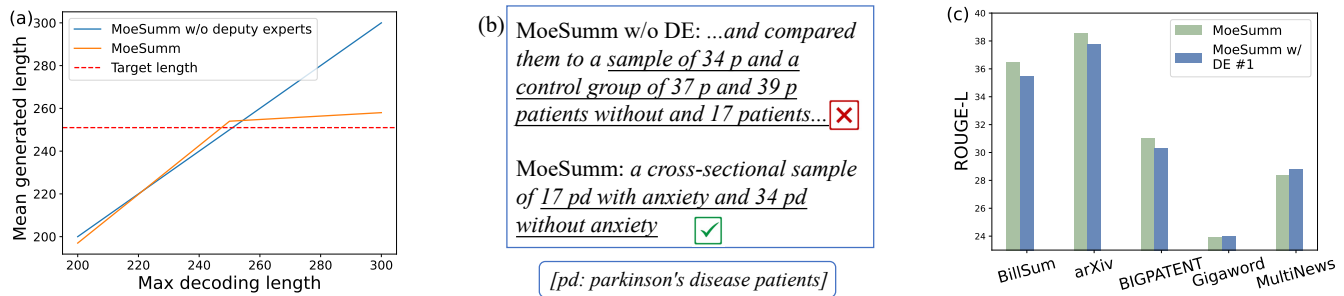 (a)
MoeSumm w/o deputy experts
MoeSumm
Target length
Mean generated length
300
280
260
240
220
200
200
220
240
260
280
300
Max decoding length
(b)
MoeSumm w/o DE: ...and compared
them to a sample of 34 p and a
control group of 37 p and 39 p
patients without and 17 patients...
MoeSumm: a cross-sectional sample
of 17 pd with anxiety and 34 pd
without anxiety
[pd: parkinson's disease patients]
(c)
MoeSumm
MoeSumm w/
DE #1
ROUGE-L
40
38
36
34
32
30
28
26
24
BillSum
arXiv
BIGPATENT
Gigaword
MultiNews